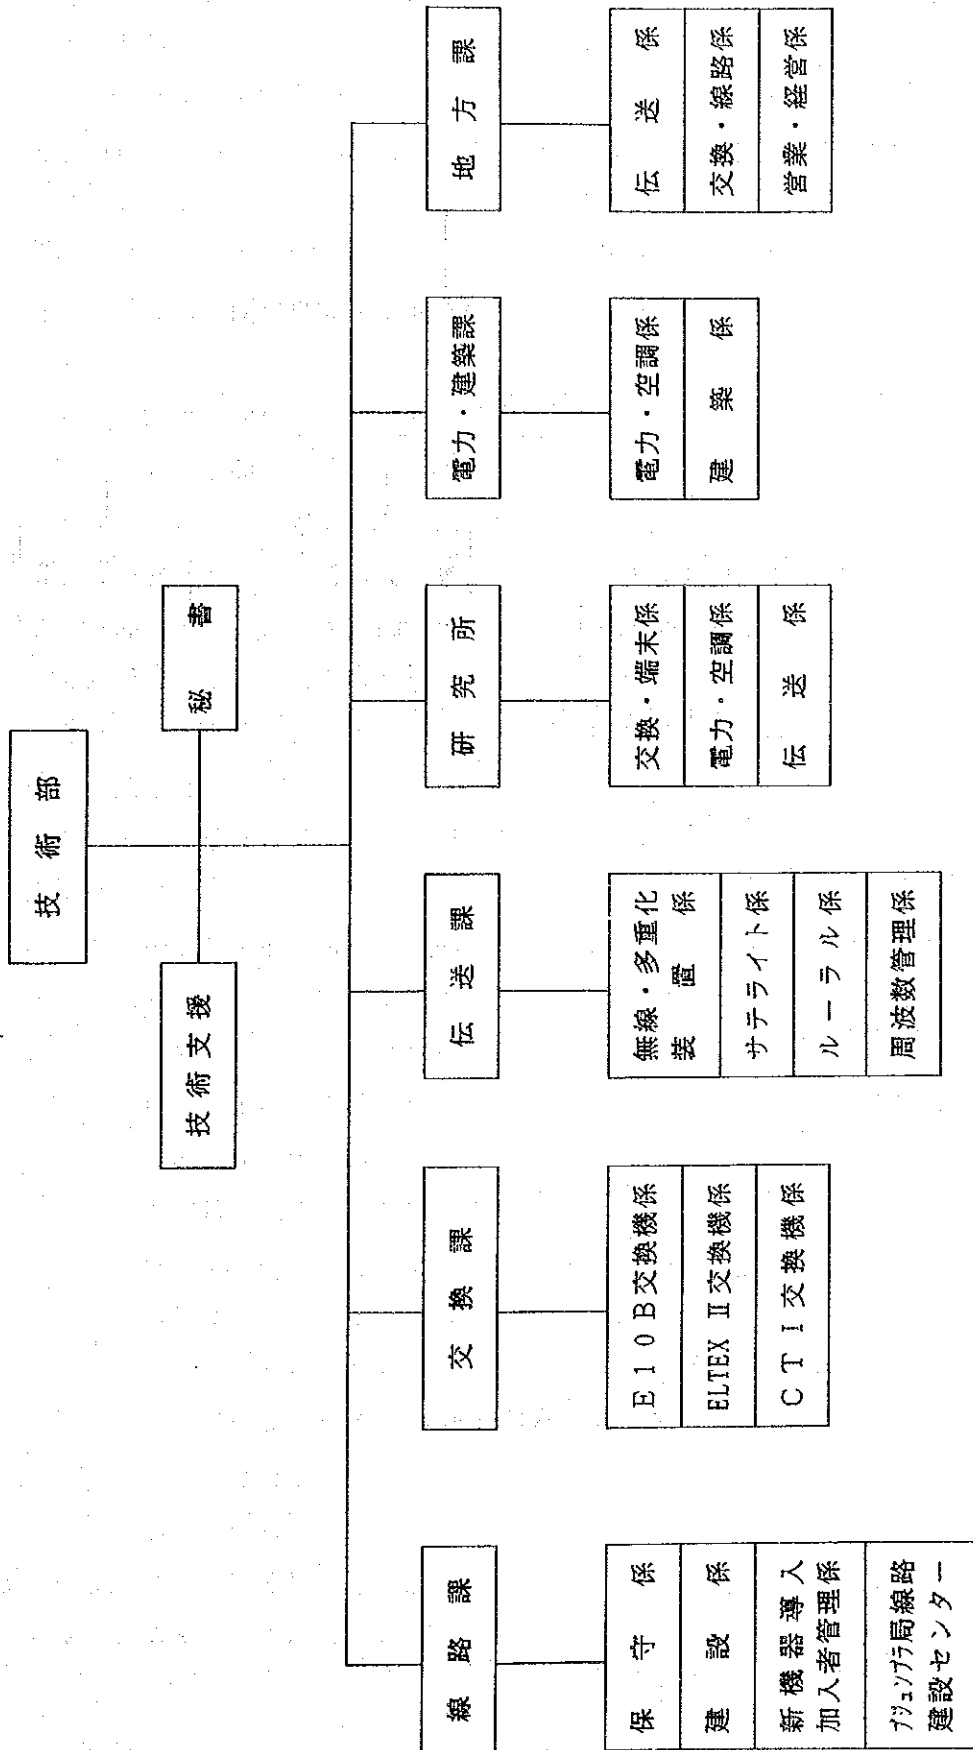 技術部
技術支援
秘書
線路課
保守係
建設係
新機器導入
加入者管理係
ブジュンブラ局線路
建設センター
交換課
E10B交換機係
ELTEX II交換機係
CTI交換機係
伝送課
無線・多重化
装置係
サテライト係
ルーラル係
周波数管理係
研究所
交換・端末係
電力・空調係
伝送係
電力・建築課
電力・空調係
建築係
地方課
伝送係
交換・線路係
営業・経営係